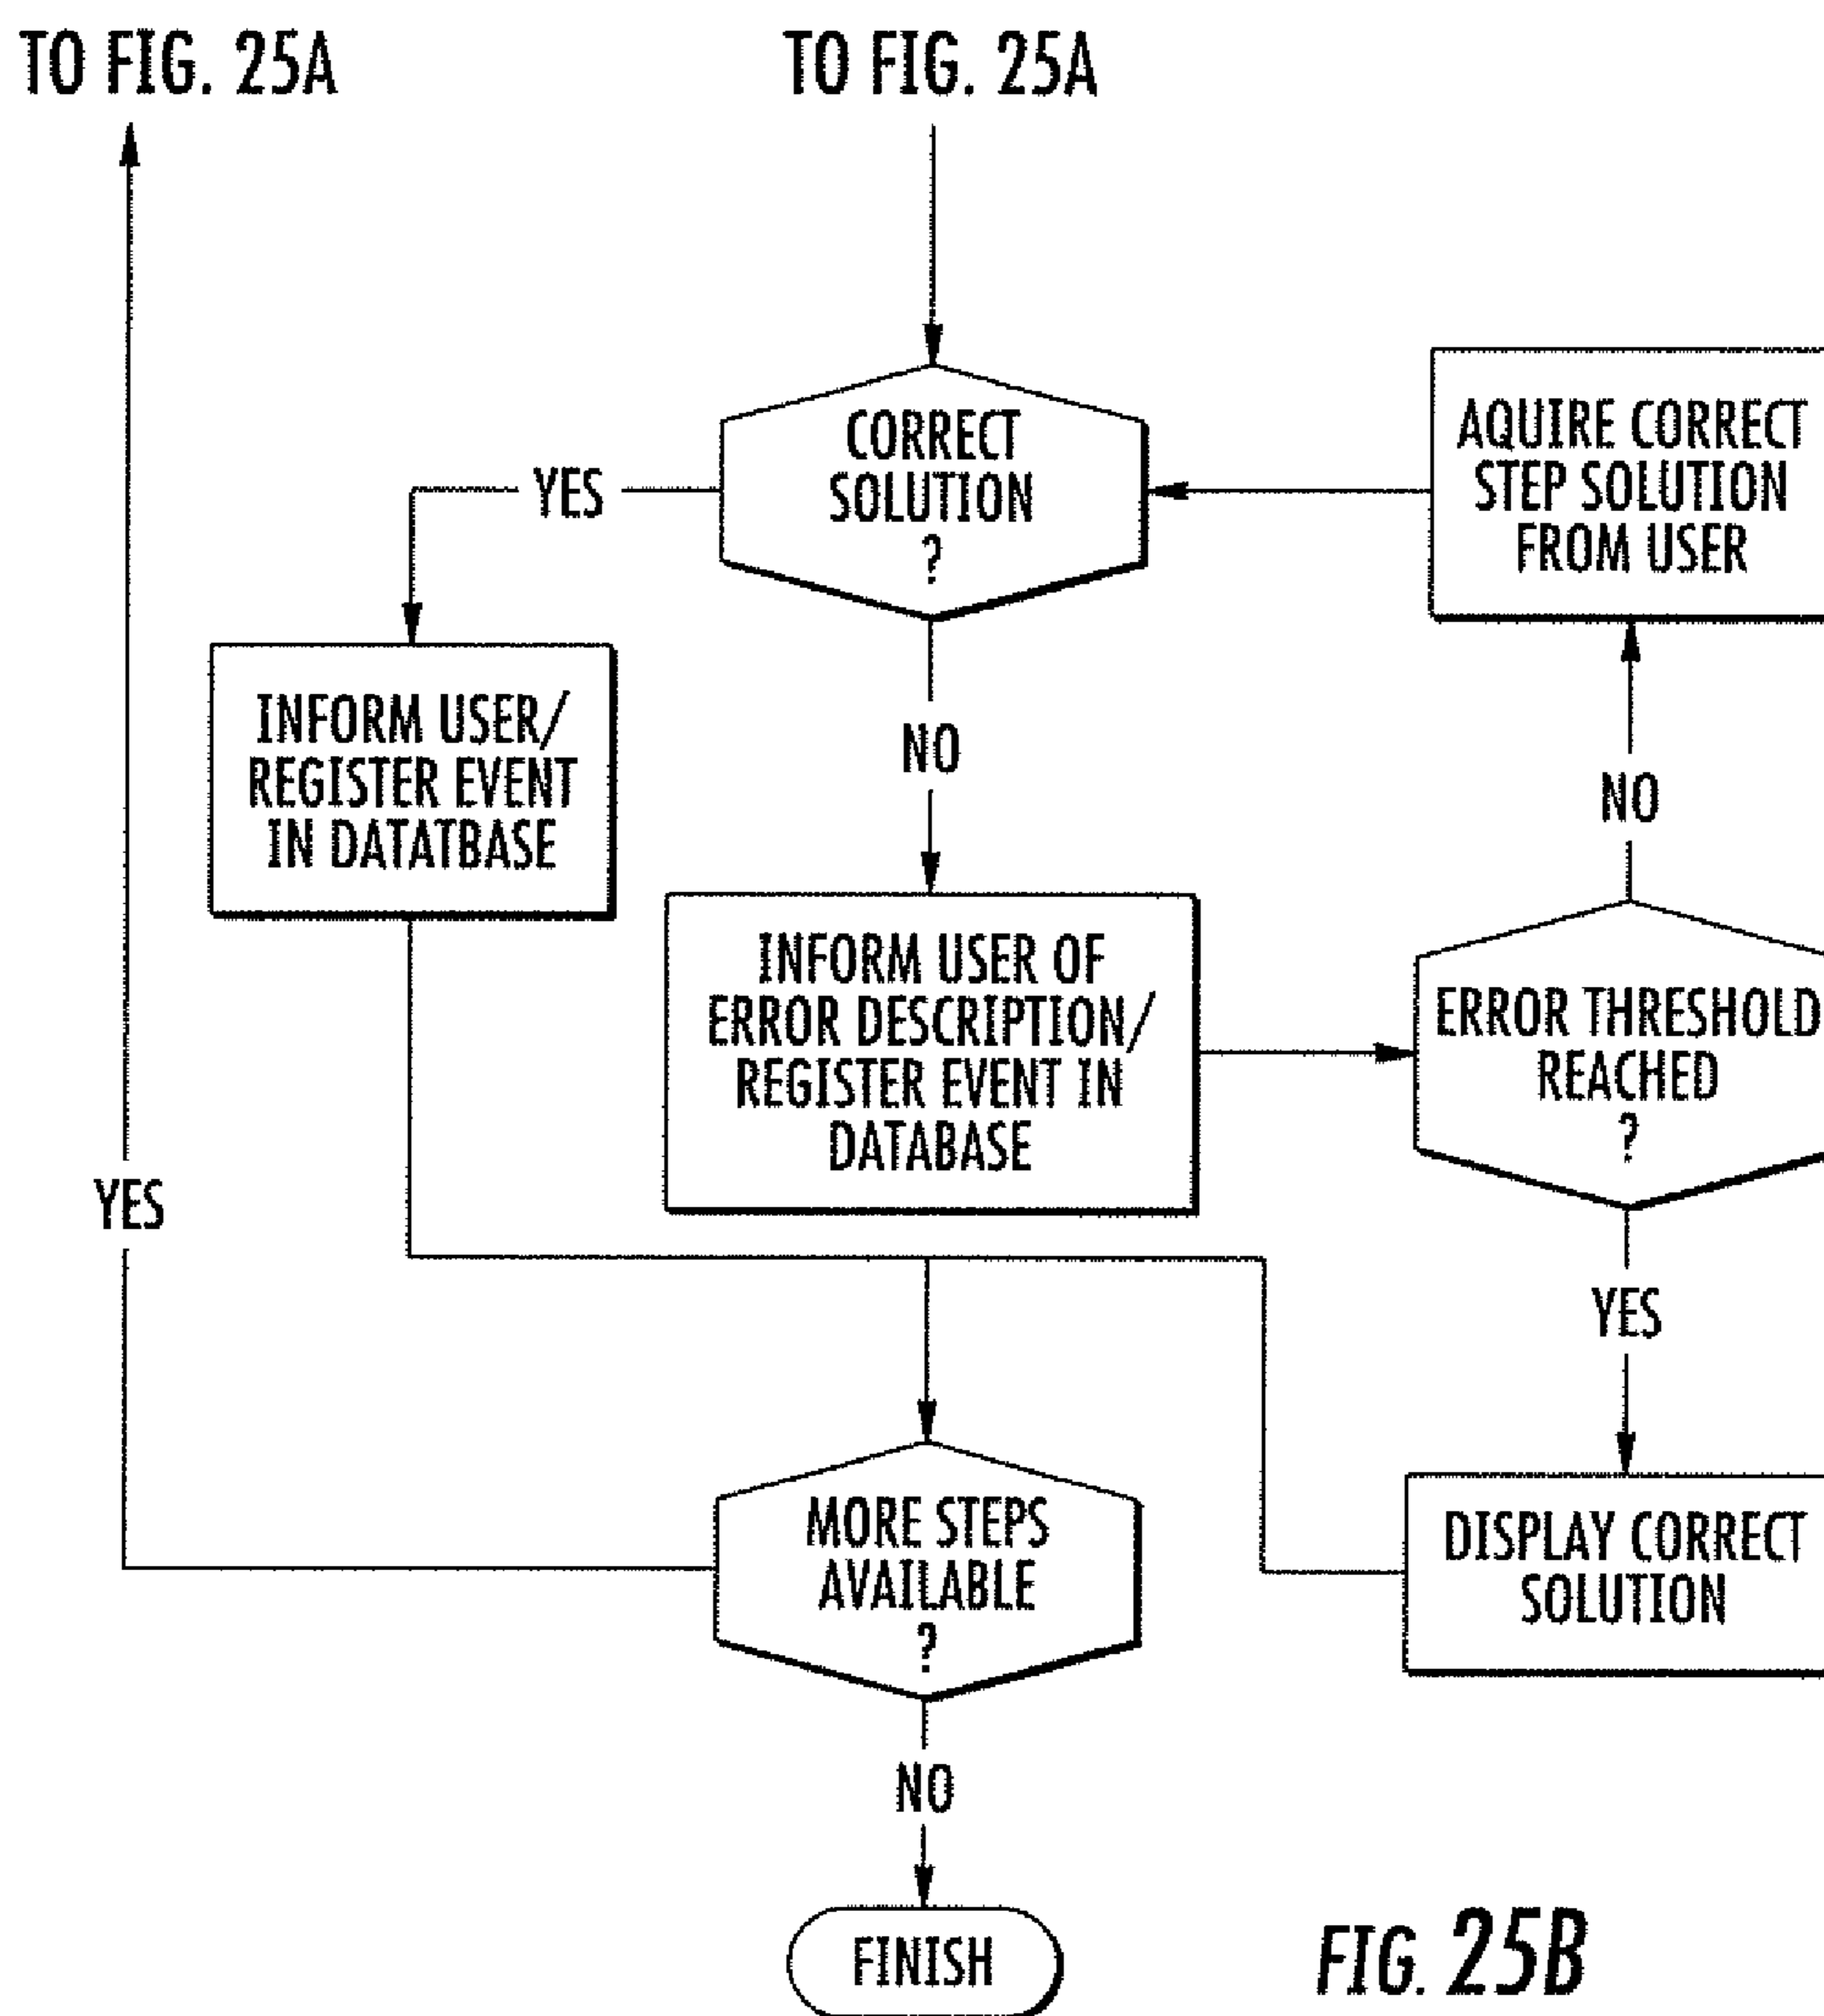 TO FIG. 25A
TO FIG. 25A
CORRECT
SOLUTION
?
YES
AQUIRE CORRECT
STEP SOLUTION
FROM USER
INFORM USER/
REGISTER EVENT
IN DATATBASE
NO
NO
INFORM USER OF
ERROR DESCRIPTION/
REGISTER EVENT IN
DATABASE
ERROR THRESHOLD
REACHED
?
YES
YES
MORE STEPS
AVAILABLE
?
DISPLAY CORRECT
SOLUTION
NO
FINISH
FIG. 25B